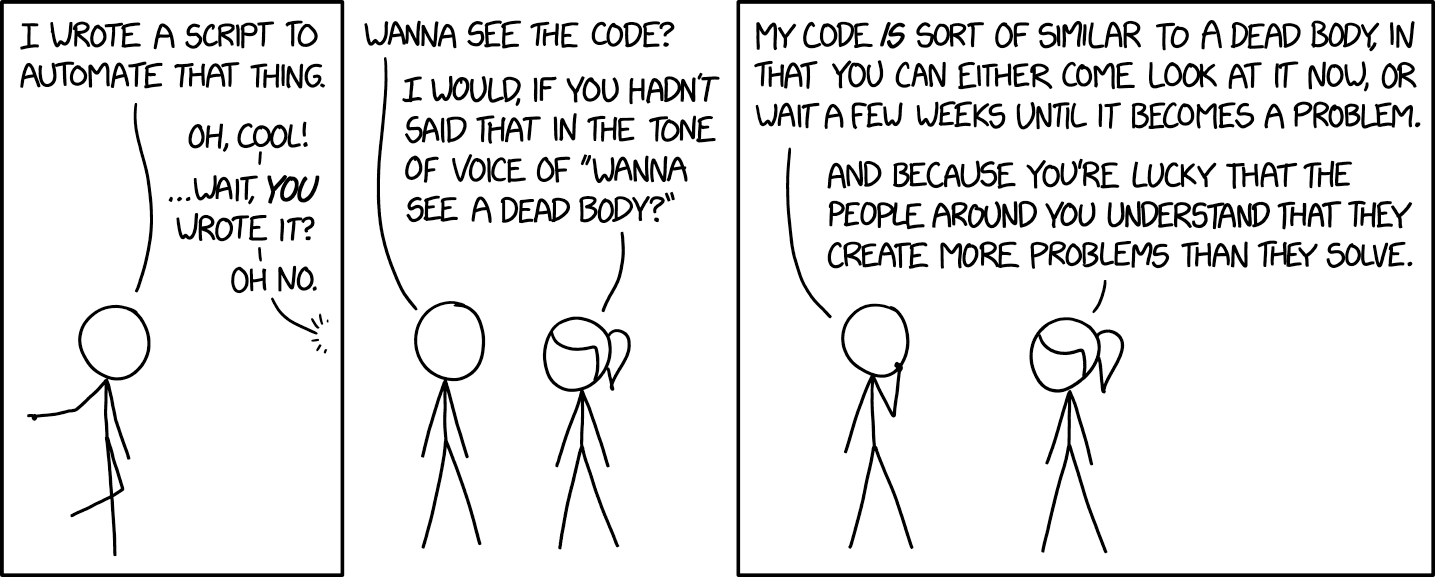 I WROTE A SCRIPT TO
AUTOMATE THAT THING.
OH, COOL!
...WAIT, YOU
WROTE IT?
OH NO.
WANNA SEE THE CODE?
I WOULD, IF YOU HADN'T
SAID THAT IN THE TONE
OF VOICE OF "WANNA
SEE A DEAD BODY?"
MY CODE IS SORT OF SIMILAR TO A DEAD BODY, IN
THAT YOU CAN EITHER COME LOOK AT IT NOW, OR
WAIT A FEW WEEKS UNTIL IT BECOMES A PROBLEM.
AND BECAUSE YOU'RE LUCKY THAT THE
PEOPLE AROUND YOU UNDERSTAND THAT THEY
CREATE MORE PROBLEMS THAN THEY SOLVE.